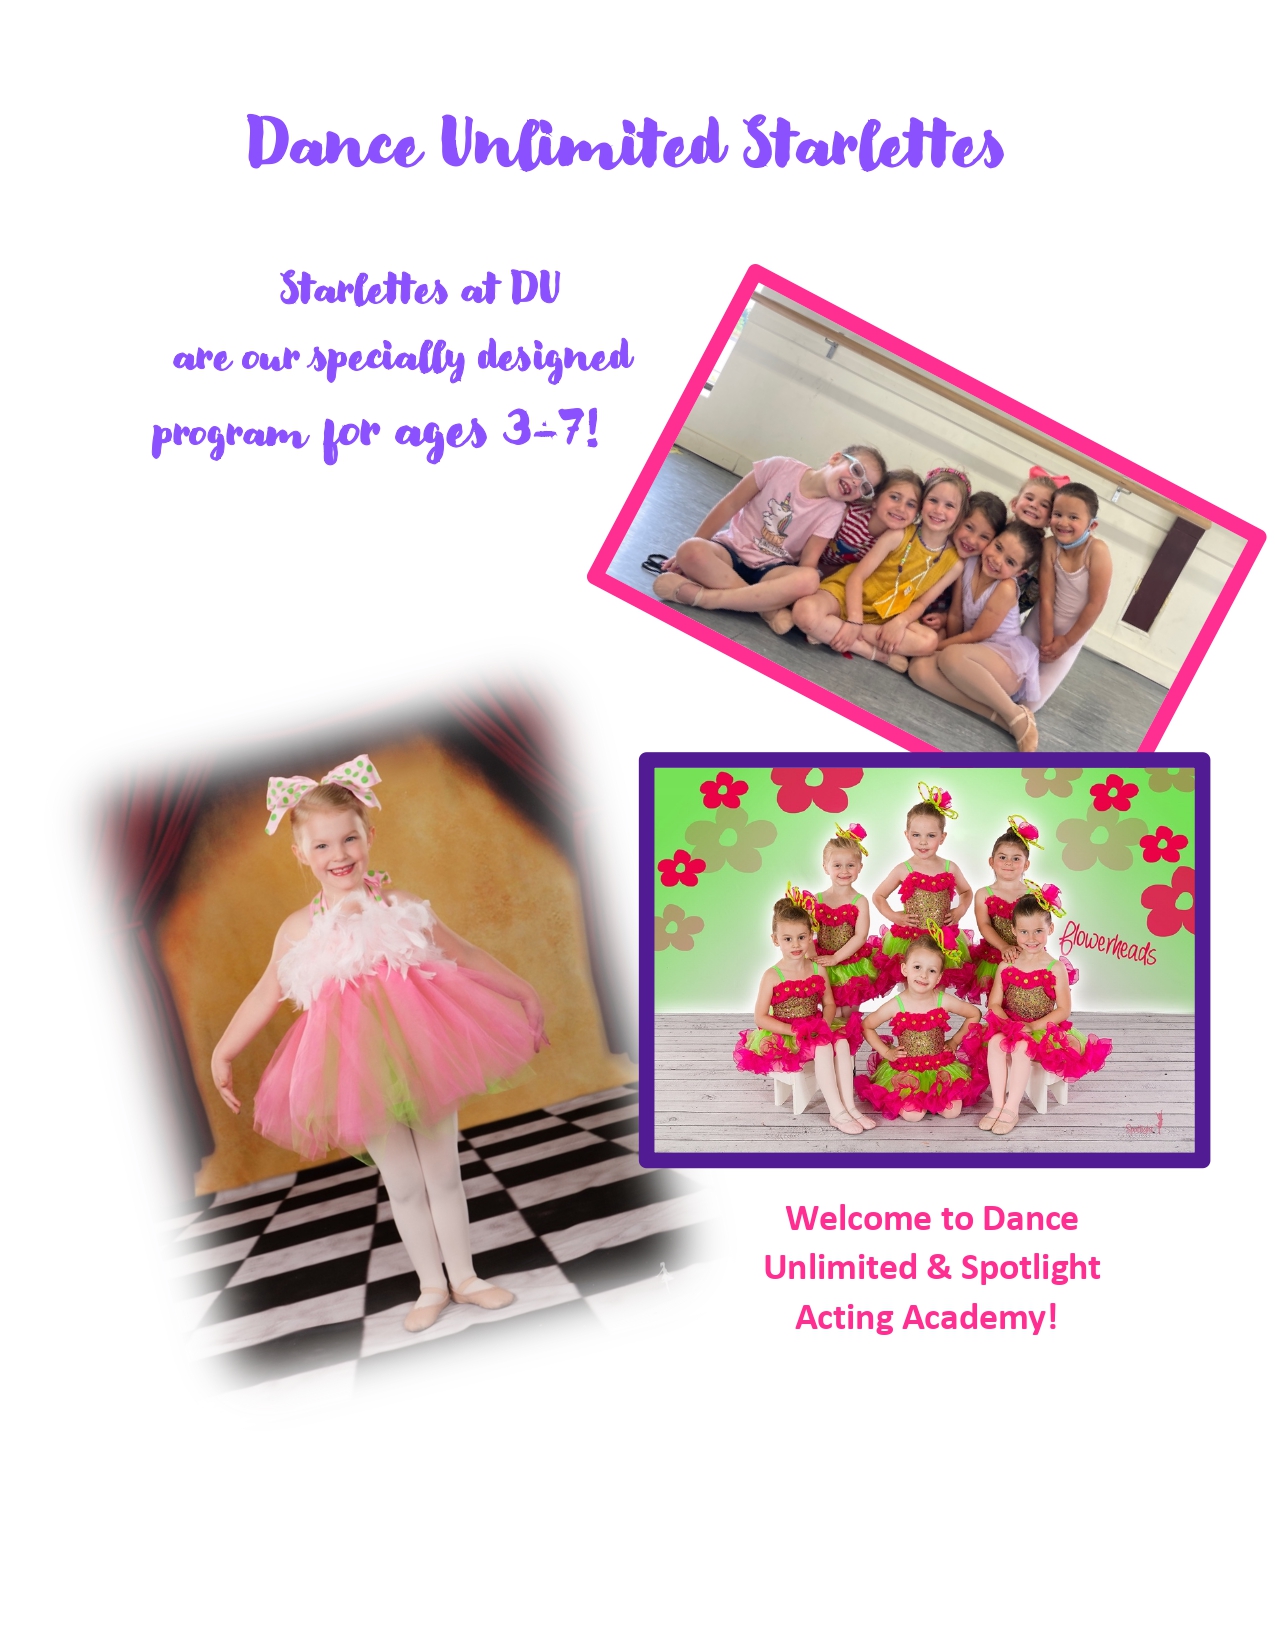 Dance Unlimited Starlettes
Starlettes at DU
are our specially designed
program for ages 3-7!
flowerheads
Welcome to Dance
Unlimited & Spotlight
Acting Academy!